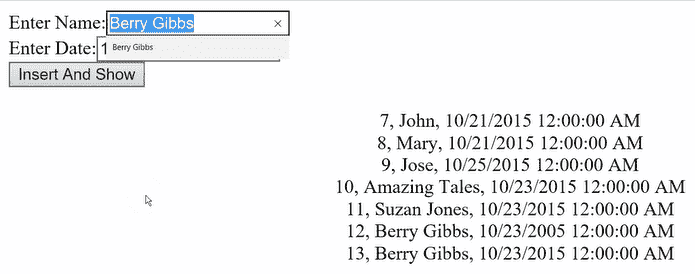 Enter Name: Berry Gibbs ×
Enter Date: 1 Berry Gibbs
Insert And Show
7, John, 10/21/2015 12:00:00 AM
8, Mary, 10/21/2015 12:00:00 AM
9, Jose, 10/25/2015 12:00:00 AM
10, Amazing Tales, 10/23/2015 12:00:00 AM
11, Suzan Jones, 10/23/2015 12:00:00 AM
12, Berry Gibbs, 10/23/2005 12:00:00 AM
13, Berry Gibbs, 10/23/2015 12:00:00 AM